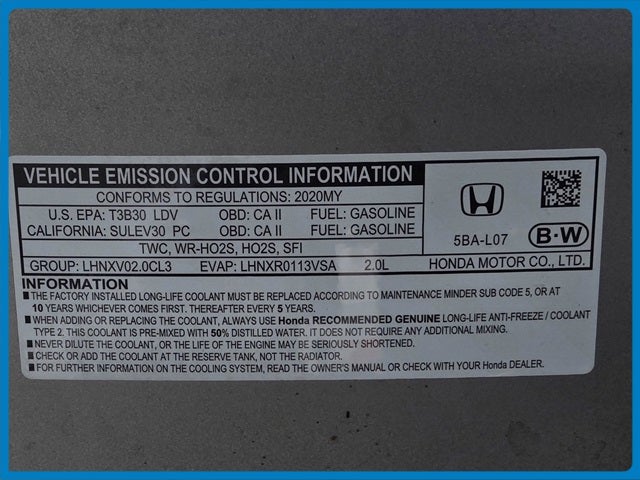 VEHICLE EMISSION CONTROL INFORMATION
CONFORMS TO REGULATIONS: 2020MY
U.S. EPA: T3B30 LDV OBD: CA II FUEL: GASOLINE
CALIFORNIA: SULEV30 PC OBD: CA II FUEL: GASOLINE
TWC, WR-HO2S, HO2S, SFI
GROUP: LHNXV02.0CL3 EVAP: LHNXR0113VSA 2.0L
5BA-L07 B-W
HONDA MOTOR CO., LTD.
INFORMATION
■ THE FACTORY INSTALLED LONG-LIFE COOLANT MUST BE REPLACED ACCORDING TO MAINTENANCE MINDER SUB CODE 5, OR AT
10 YEARS WHICHEVER COMES FIRST. THEREAFTER EVERY 5 YEARS.
■ WHEN ADDING OR REPLACING THE COOLANT, ALWAYS USE Honda RECOMMENDED GENUINE LONG-LIFE ANTI-FREEZE / COOLANT
TYPE 2. THIS COOLANT IS PRE-MIXED WITH 50% DISTILLED WATER. IT DOES NOT REQUIRE ANY ADDITIONAL MIXING.
■ NEVER DILUTE THE COOLANT, OR THE LIFE OF THE ENGINE MAY BE SERIOUSLY SHORTENED.
■ CHECK OR ADD THE COOLANT AT THE RESERVE TANK, NOT THE RADIATOR.
■ FOR FURTHER INFORMATION ON THE COOLING SYSTEM, READ THE OWNER'S MANUAL OR CHECK WITH YOUR Honda DEALER.